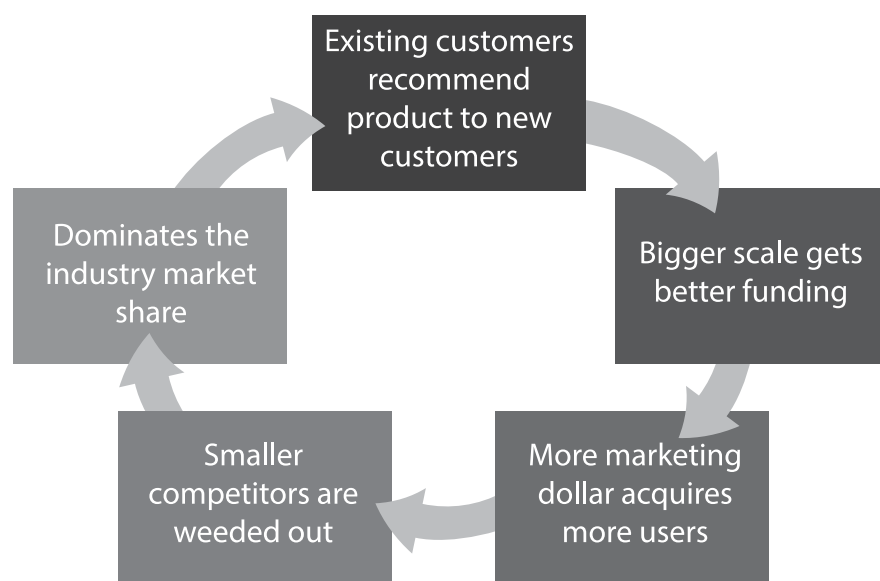 Existing customers
recommend
product to new
customers
Bigger scale gets
better funding
More marketing
dollar acquires
more users
Smaller
competitors are
weeded out
Dominates the
industry market
share